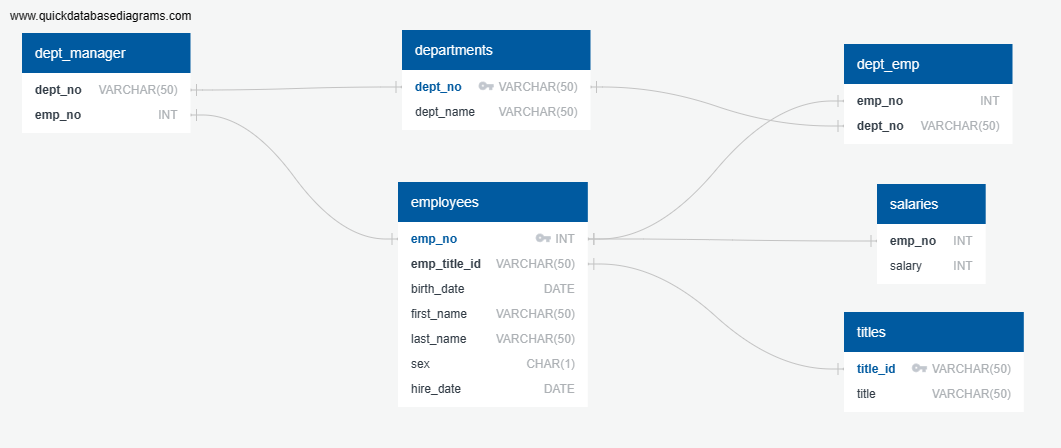 www.quickdatabasediagrams.com
dept_manager
dept_no VARCHAR(50)
emp_no INT
departments
dept_no VARCHAR(50)
dept_name VARCHAR(50)
dept_emp
emp_no INT
dept_no VARCHAR(50)
employees
emp_no INT
emp_title_id VARCHAR(50)
birth_date DATE
first_name VARCHAR(50)
last_name VARCHAR(50)
sex CHAR(1)
hire_date DATE
salaries
emp_no INT
salary INT
titles
title_id VARCHAR(50)
title VARCHAR(50)